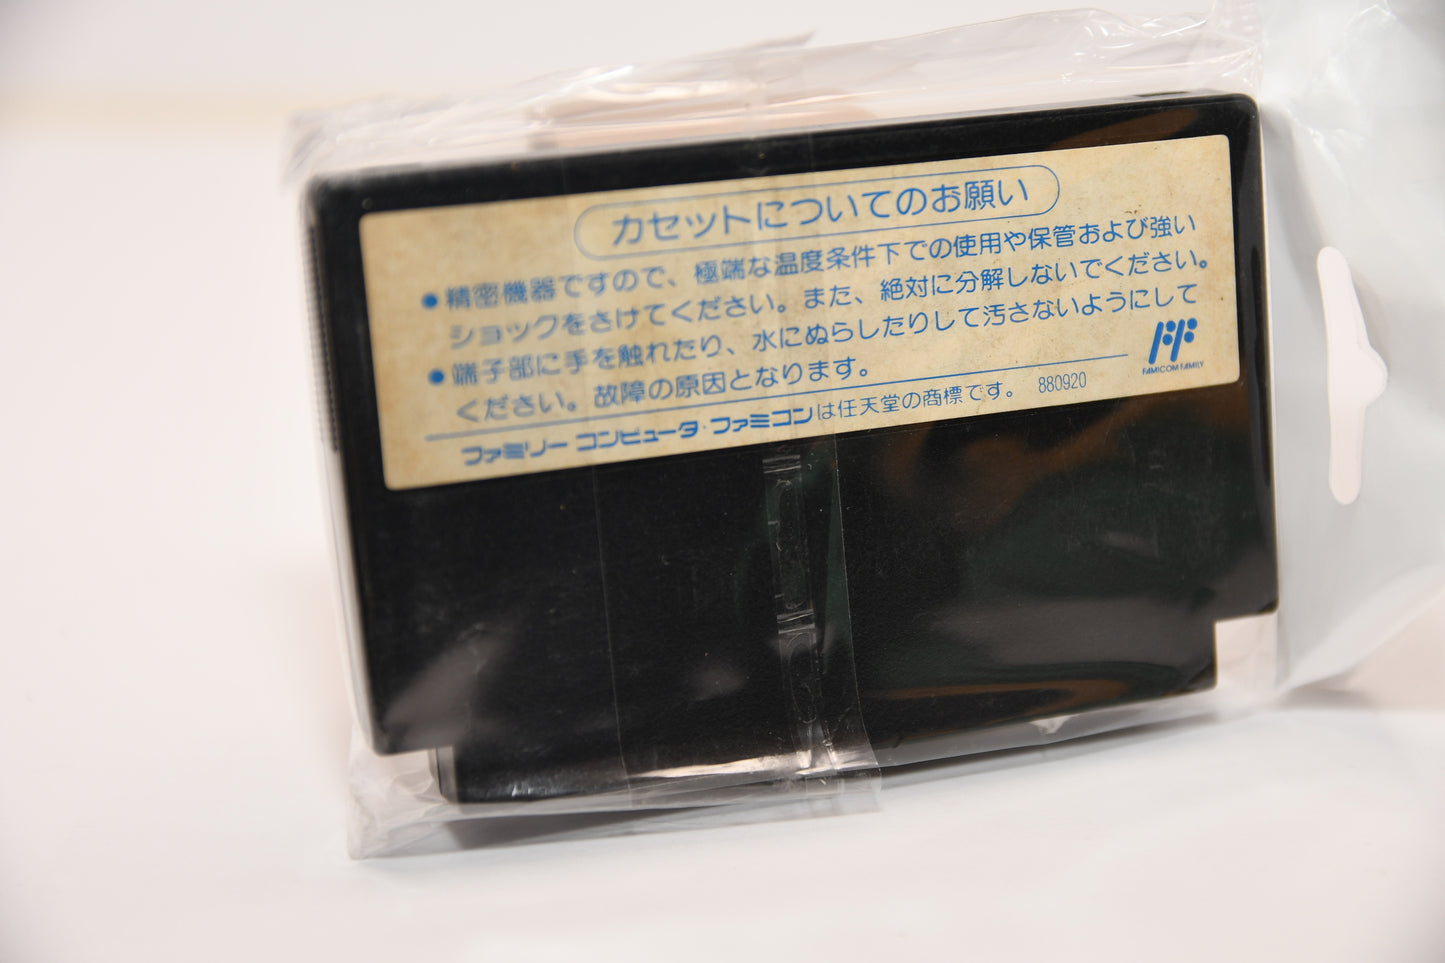 カセットについてのお願い
●精密機器ですので、極端な温度条件下での使用や保管および強い
ショックをさけてください。また、絶対に分解しないでください。
●端子部に手を触れたり、水にぬらしたりして汚さないようにして
ください。故障の原因となります。
FAMICOM FAMILY
ファミリーコンピュータ・ファミコンは任天堂の商標です。 880920